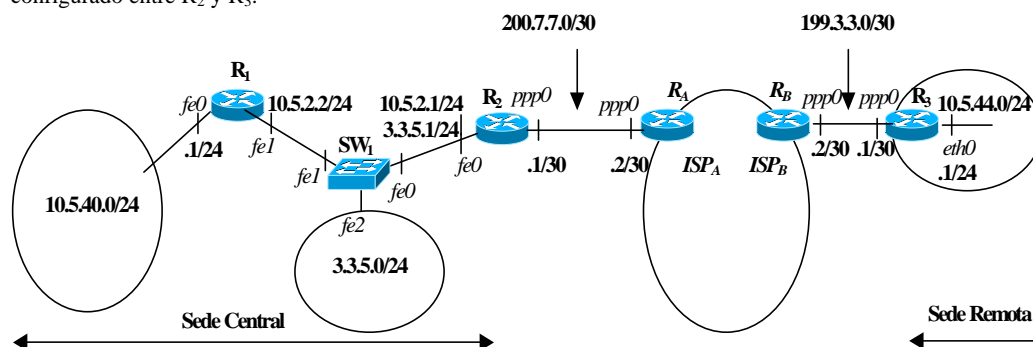 configurado entre R2 y R3.
200.7.7.0/30
199.3.3.0/30
R1
fe0
10.5.2.2/24
.1/24
fe1
10.5.2.1/24
3.3.5.1/24
R2
ppp0
fe0
.1/30
SW1
fe1
fe0
fe2
ppp0
RA
.2/30
ISPA
RB
ISPB
ppp0
ppp0
.2/30
.1/30
R3
10.5.44.0/24
eth0
.1/24
10.5.40.0/24
3.3.5.0/24
Sede Central
Sede Remota